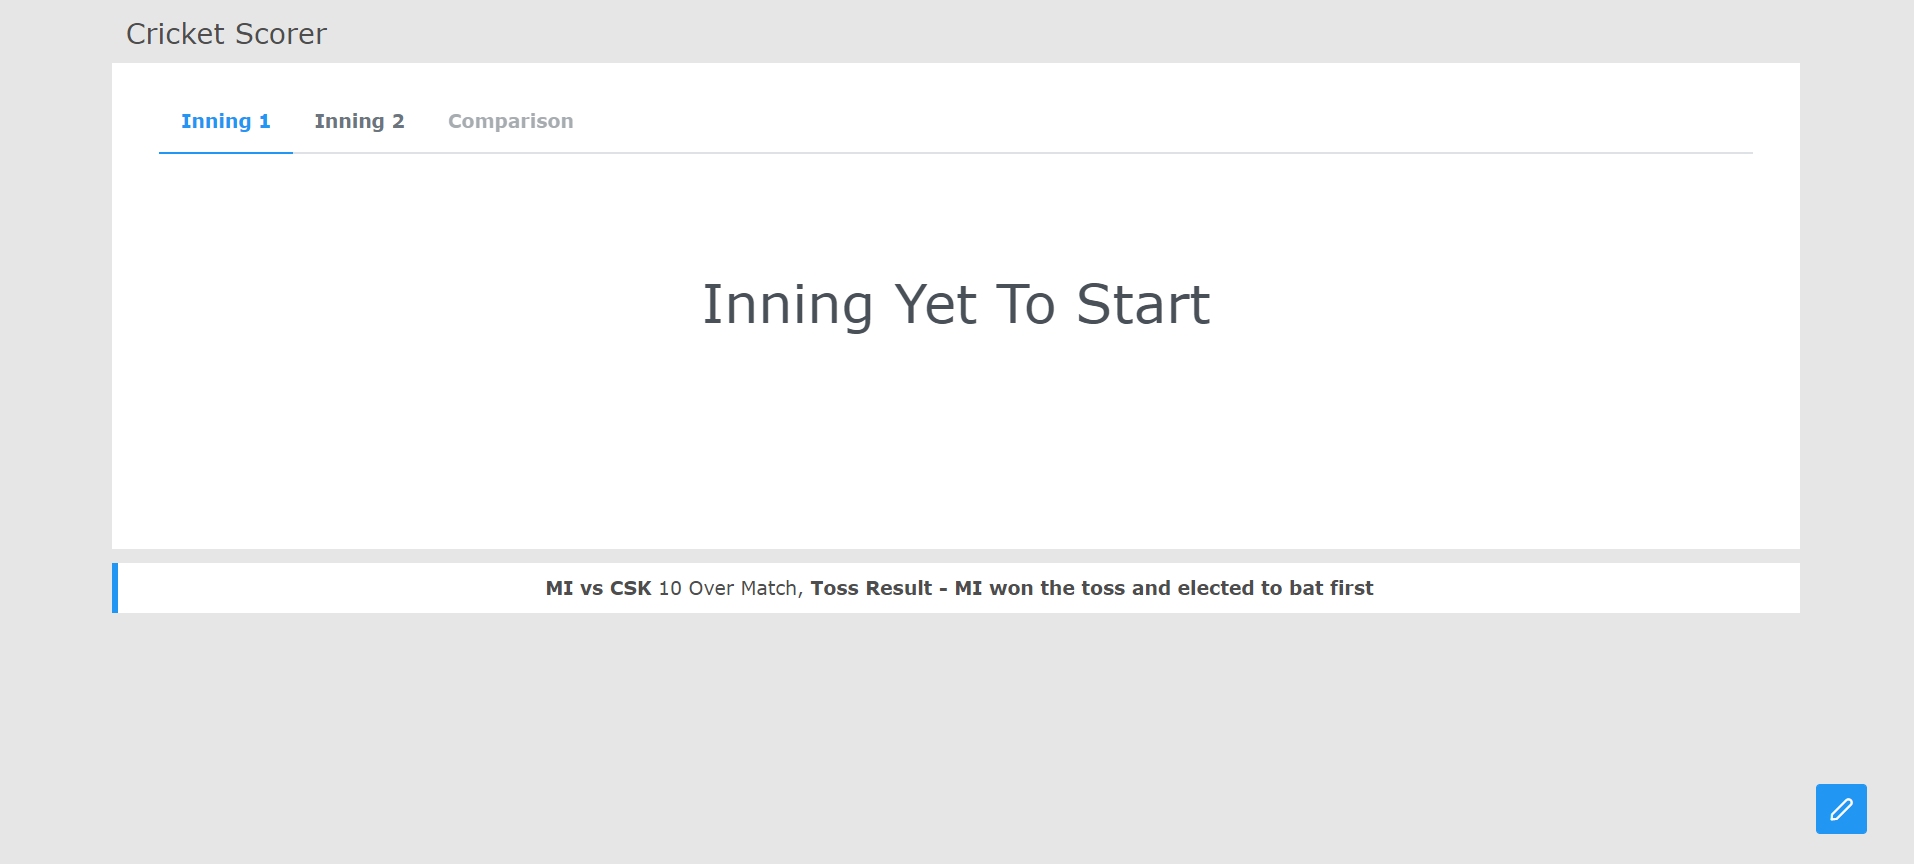 Cricket Scorer
Inning 1 Inning 2 Comparison
Inning Yet To Start
MI vs CSK 10 Over Match, Toss Result - MI won the toss and elected to bat first